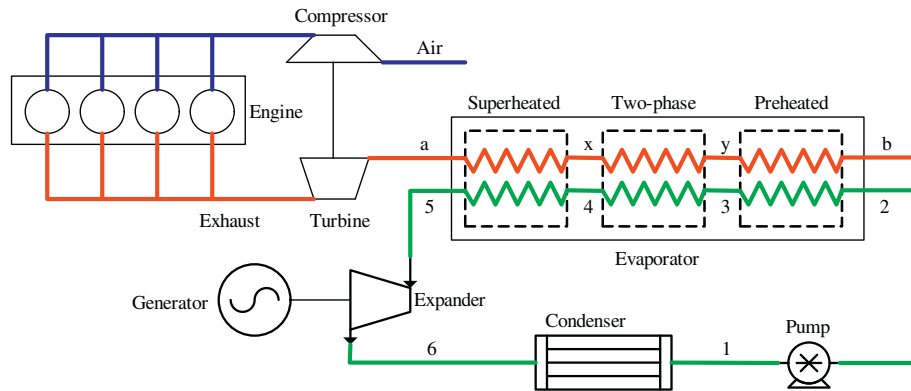 Compressor
Air
Engine
Superheated
Two-phase
Preheated
a
x
y
b
5
4
3
2
Exhaust
Turbine
Evaporator
Generator
Expander
Condenser
Pump
6
1